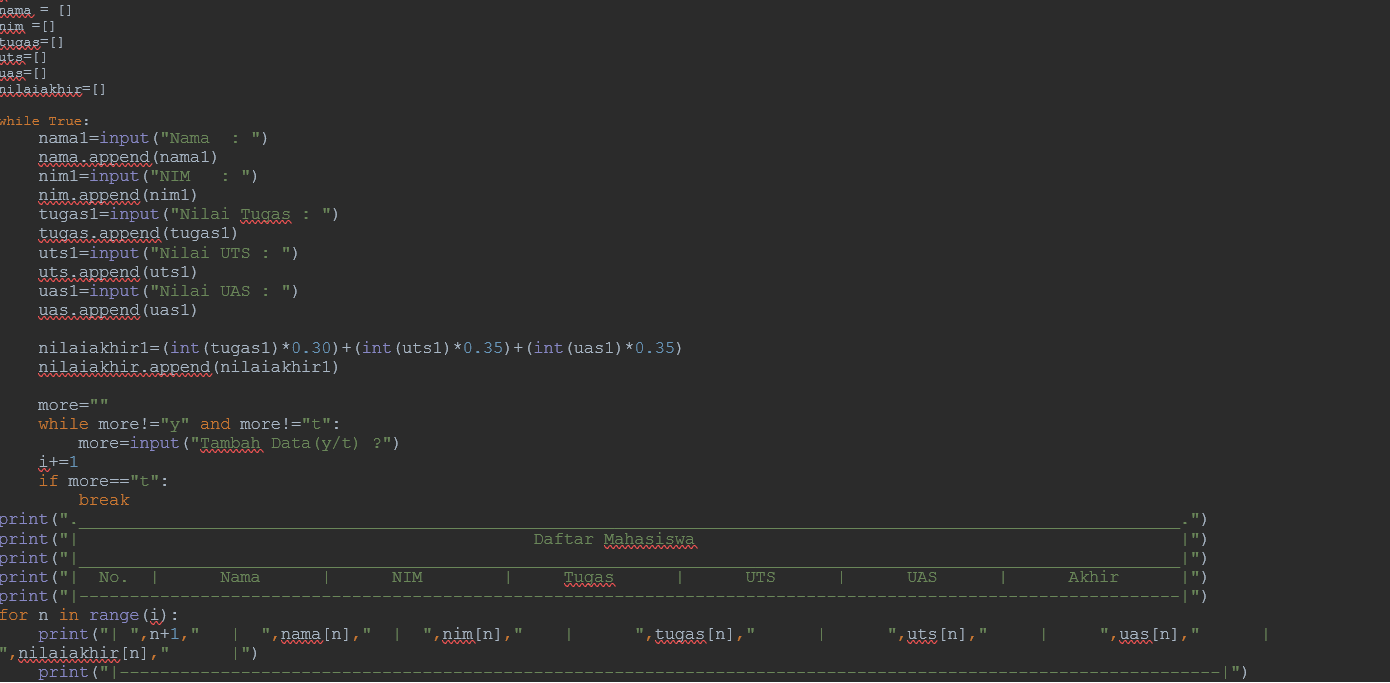 nama = []
nim =[]
tugas=[]
uts=[]
uas=[]
nilaiakhir=[]
while True:
    nama1=input("Nama  : ")
    nama.append(nama1)
    nim1=input("NIM   : ")
    nim.append(nim1)
    tugas1=input("Nilai Tugas : ")
    tugas.append(tugas1)
    uts1=input("Nilai UTS : ")
    uts.append(uts1)
    uas1=input("Nilai UAS : ")
    uas.append(uas1)
    nilaiakhir1=(int(tugas1)*0.30)+(int(uts1)*0.35)+(int(uas1)*0.35)
    nilaiakhir.append(nilaiakhir1)
    more=""
    while more!="y" and more!="t":
        more=input("Tambah Data(y/t) ?")
    i+=1
    if more=="t":
        break
print(".______________________________________________________________________________________________________________.")
print("|                                             Daftar Mahasiswa                                                 |")
print("|______________________________________________________________________________________________________________|")
print("|  No.  |      Nama      |      NIM        |     Tugas      |      UTS      |      UAS      |      Akhir      |")
print("|--------------------------------------------------------------------------------------------------------------|")
for n in range(i):
    print("| ",n+1,"   |  ",nama[n],"  |  ",nim[n],"    |      ",tugas[n],"      |      ",uts[n],"     |     ",uas[n],"      |
",nilaiakhir[n],"      |")
    print("|--------------------------------------------------------------------------------------------------------------|")